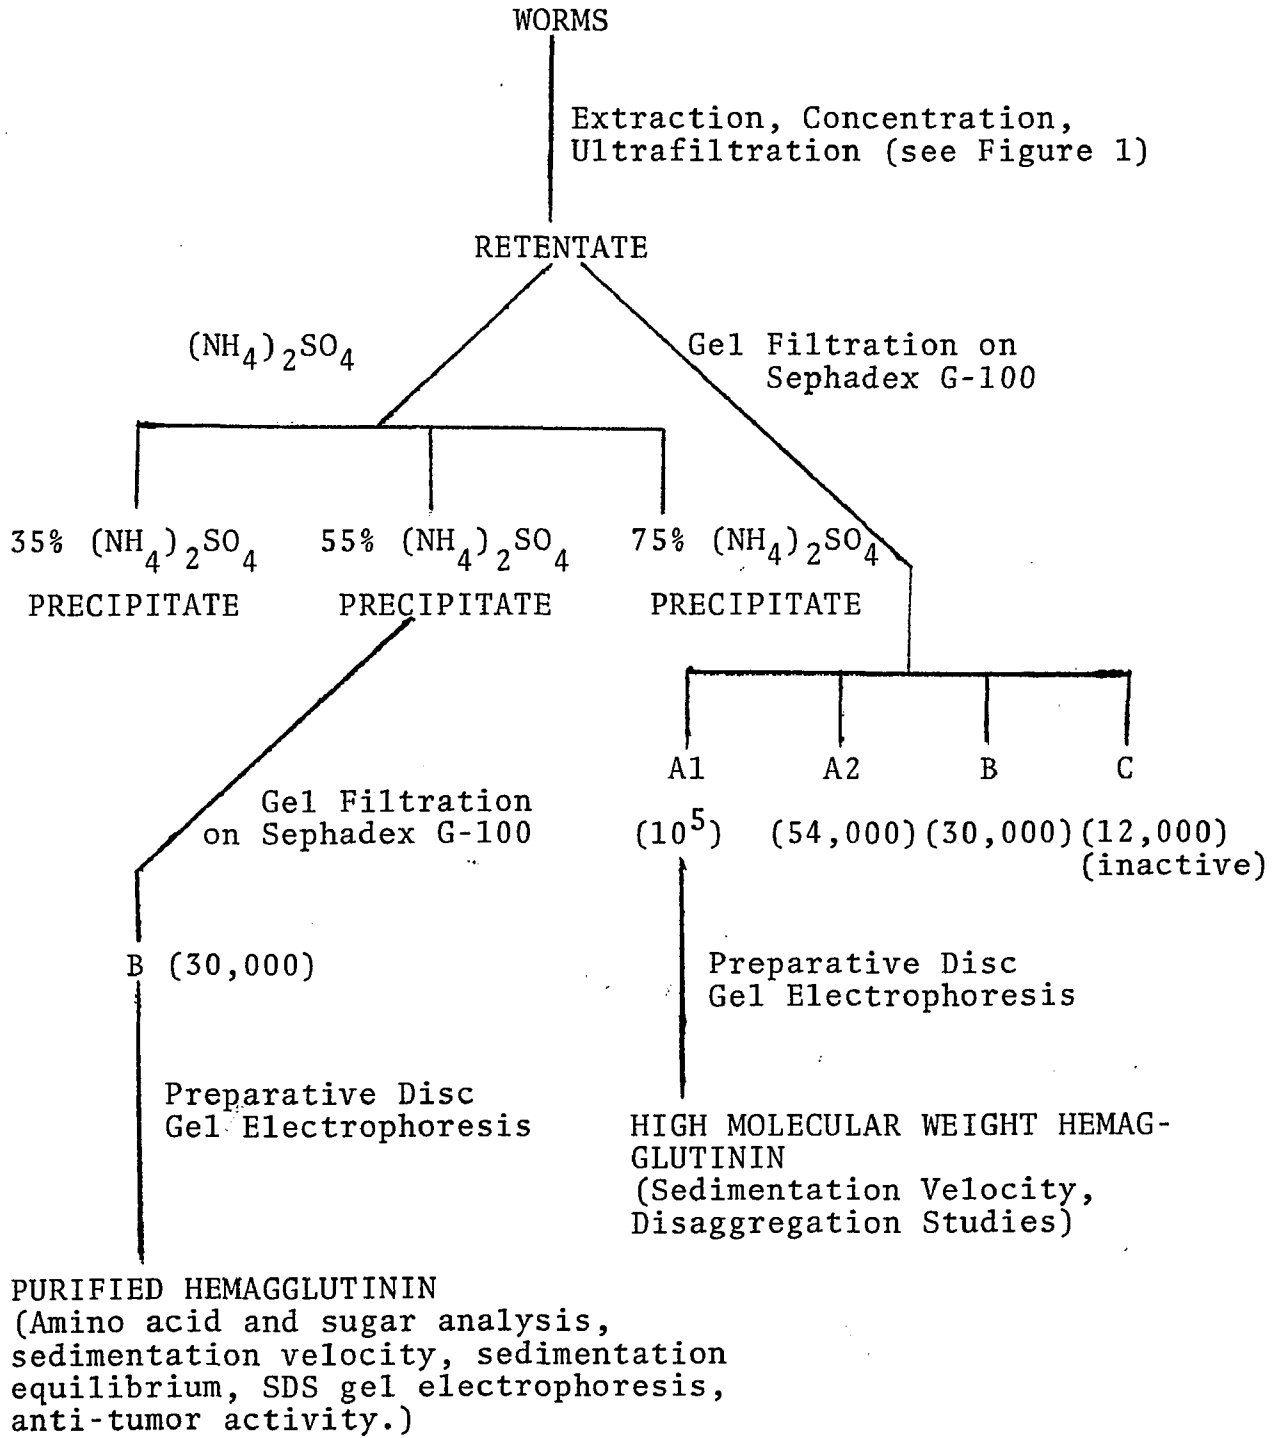 WORMS
Extraction, Concentration,
Ultrafiltration (see Figure 1)
RETENTATE
(NH4)2SO4
Gel Filtration on
Sephadex G-100
35% (NH4)2SO4
PRECIPITATE
55% (NH4)2SO4
PRECIPITATE
75% (NH4)2SO4
PRECIPITATE
A1
A2
B
C
(10^5)
(54,000)
(30,000)
(12,000)
(inactive)
Gel Filtration
on Sephadex G-100
B (30,000)
Preparative Disc
Gel Electrophoresis
Preparative Disc
Gel Electrophoresis
HIGH MOLECULAR WEIGHT HEMAG-
GLUTININ
(Sedimentation Velocity,
Disaggregation Studies)
PURIFIED HEMAGGLUTININ
(Amino acid and sugar analysis,
sedimentation velocity, sedimentation
equilibrium, SDS gel electrophoresis,
anti-tumor activity.)